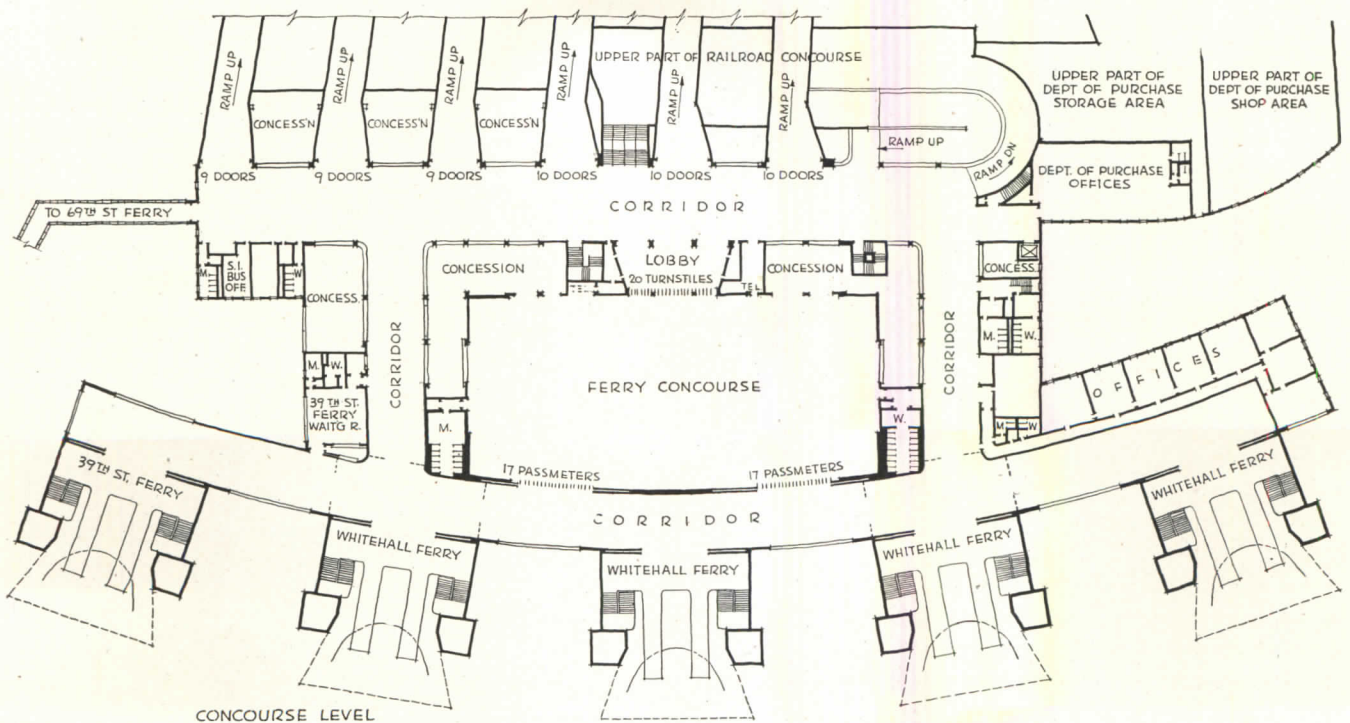 RAMP UP
RAMP UP
RAMP UP
RAMP UP
UPPER PART OF RAILROAD CONCOURSE
RAMP UP
RAMP UP
UPPER PART OF
DEPT OF PURCHASE
STORAGE AREA
UPPER PART OF
DEPT OF PURCHASE
SHOP AREA
CONCESS'N
CONCESS'N
CONCESS'N
RAMP UP
RAMP DN
9 DOORS
9 DOORS
9 DOORS
10 DOORS
10 DOORS
10 DOORS
DEPT. OF PURCHASE
OFFICES
TO 69TH ST FERRY
CORRIDOR
M.
S.I.
BUS
OFF.
W.
CONCESS.
CONCESSION
LOBBY
20 TURNSTILES
TEL.
TEL.
CONCESSION
CONCESS.
CORRIDOR
CORRIDOR
M.
W.
M.
W.
39TH ST.
FERRY
WAITG R.
FERRY CONCOURSE
OFFICES
M.
W.
M.
W.
39TH ST. FERRY
17 PASSMETERS
17 PASSMETERS
CORRIDOR
WHITEHALL FERRY
WHITEHALL FERRY
WHITEHALL FERRY
WHITEHALL FERRY
CONCOURSE LEVEL